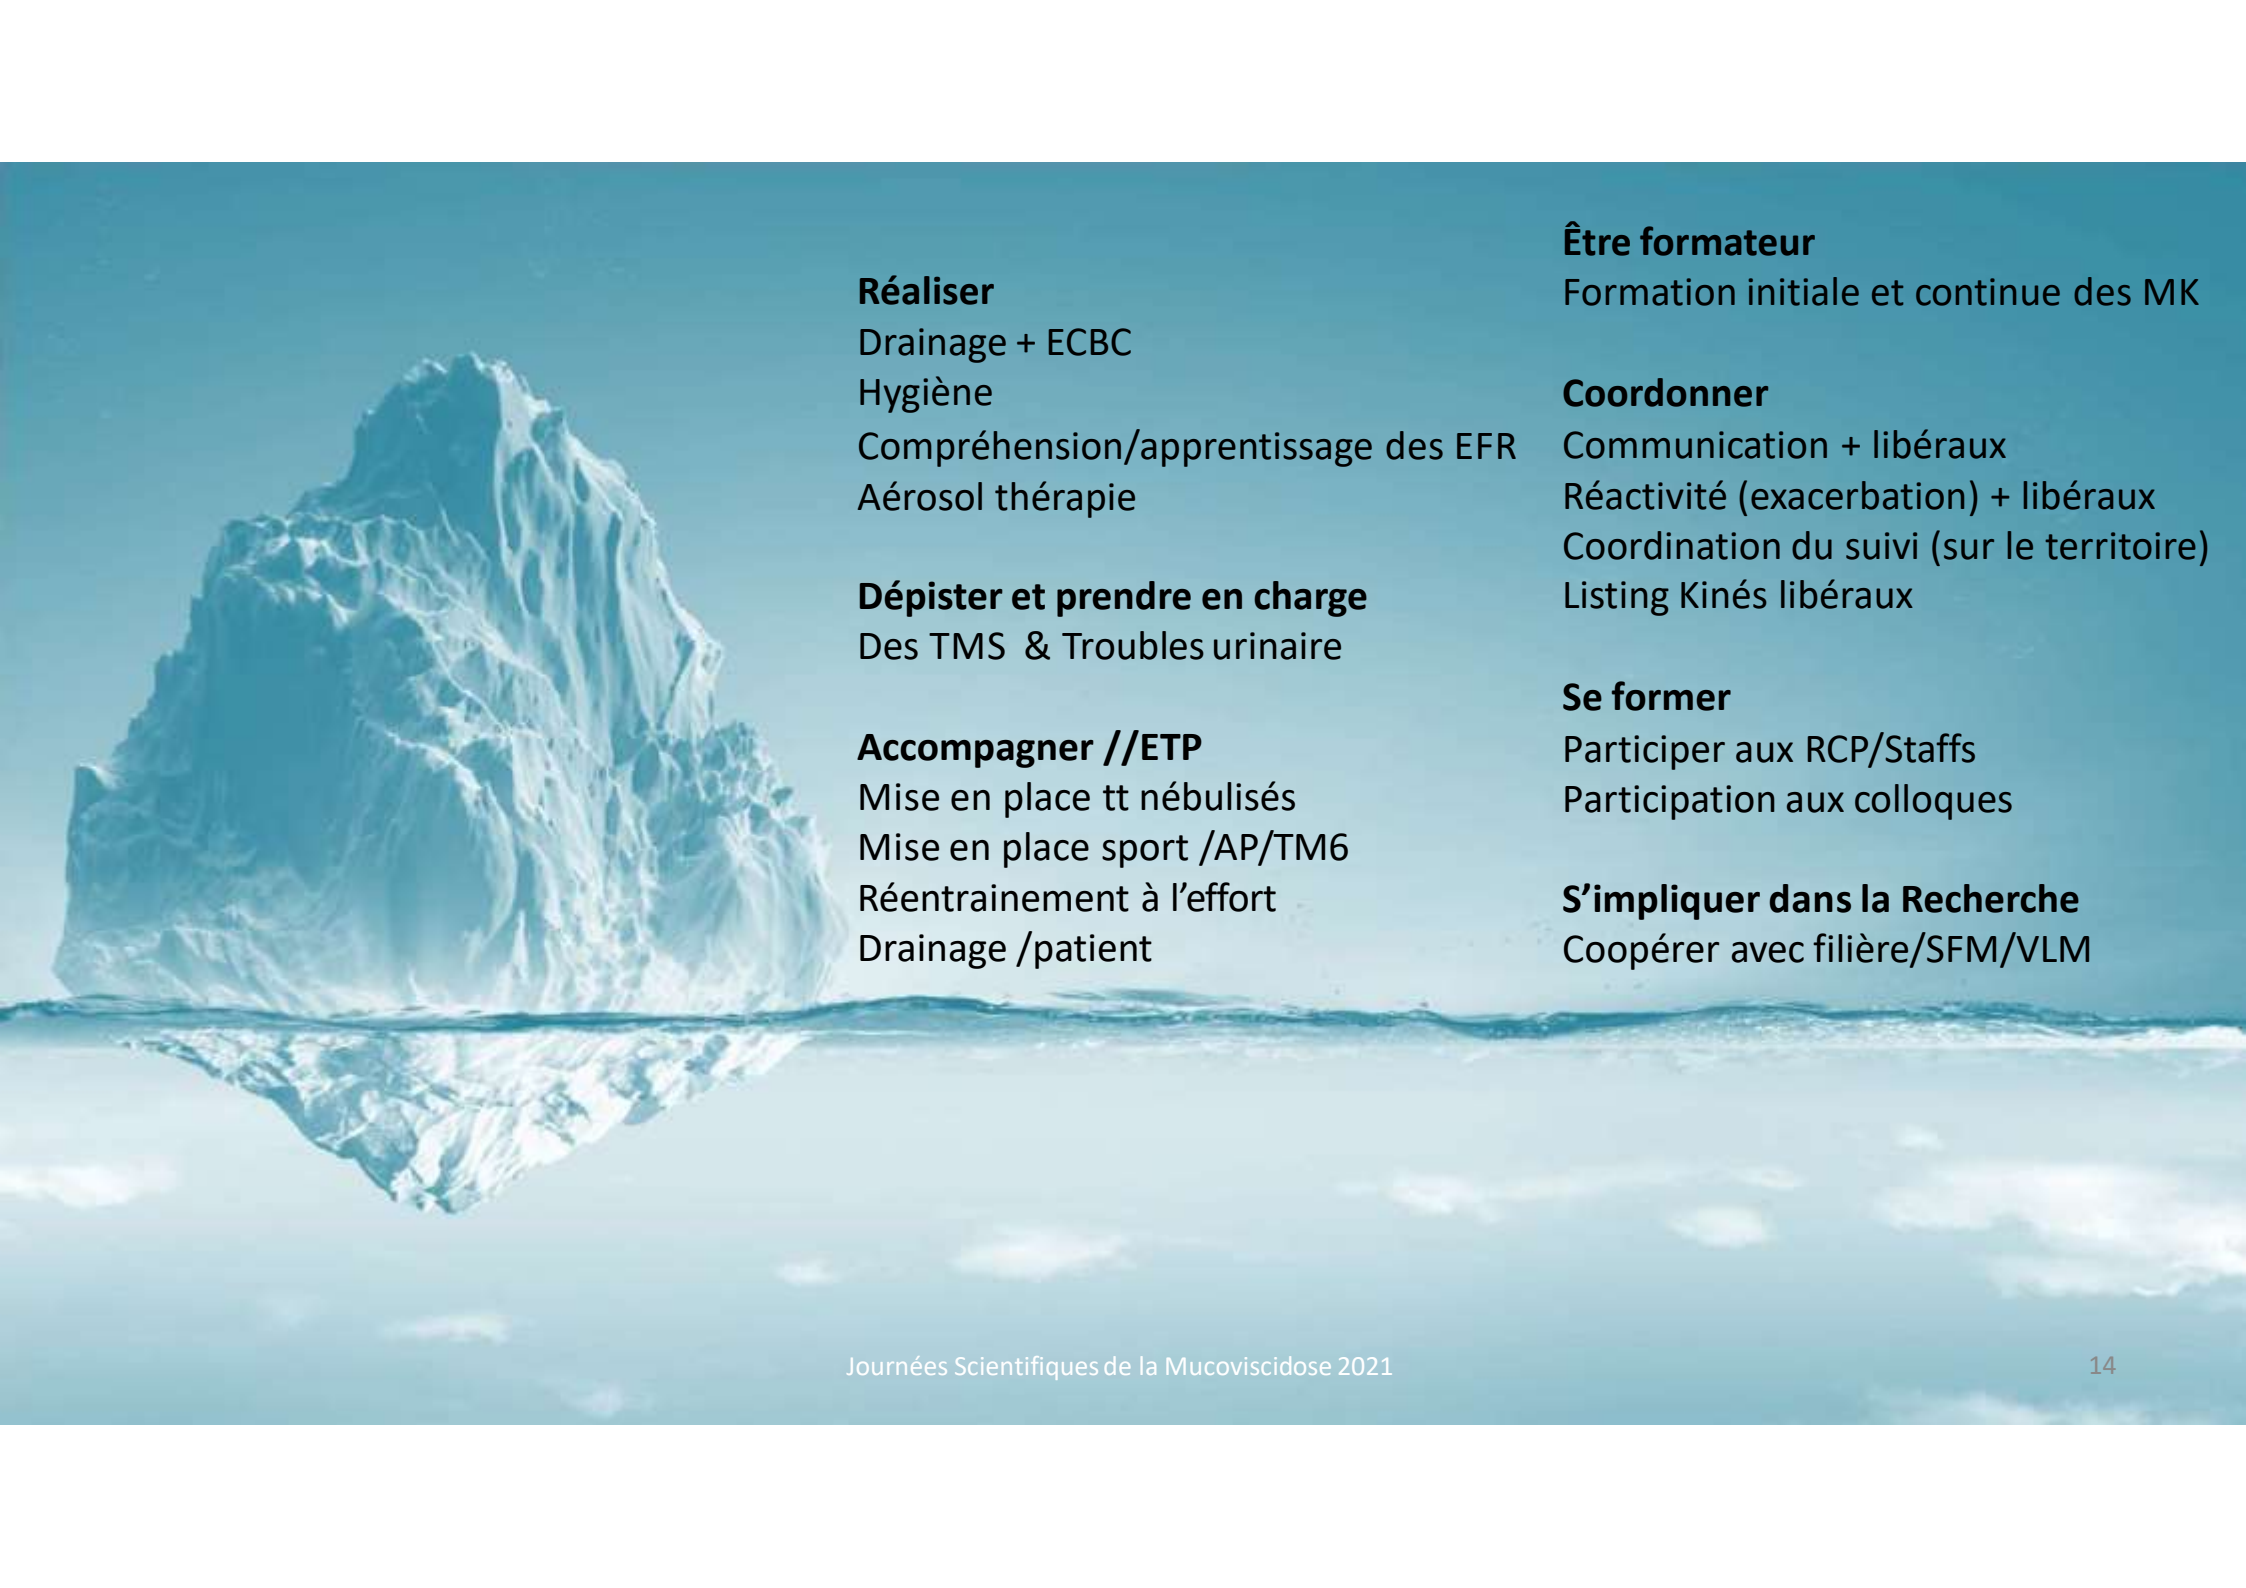 Réaliser
Drainage + ECBC
Hygiène
Compréhension/apprentissage des EFR
Aérosol thérapie
Dépister et prendre en charge
Des TMS & Troubles urinaire
Accompagner //ETP
Mise en place tt nébulisés
Mise en place sport /AP/TM6
Réentrainement à l’effort
Drainage /patient
Être formateur
Formation initiale et continue des MK
Coordonner
Communication + libéraux
Réactivité (exacerbation) + libéraux
Coordination du suivi (sur le territoire)
Listing Kinés libéraux
Se former
Participer aux RCP/Staffs
Participation aux colloques
S’impliquer dans la Recherche
Coopérer avec filière/SFM/VLM
Journées Scientifiques de la Mucoviscidose 2021
14